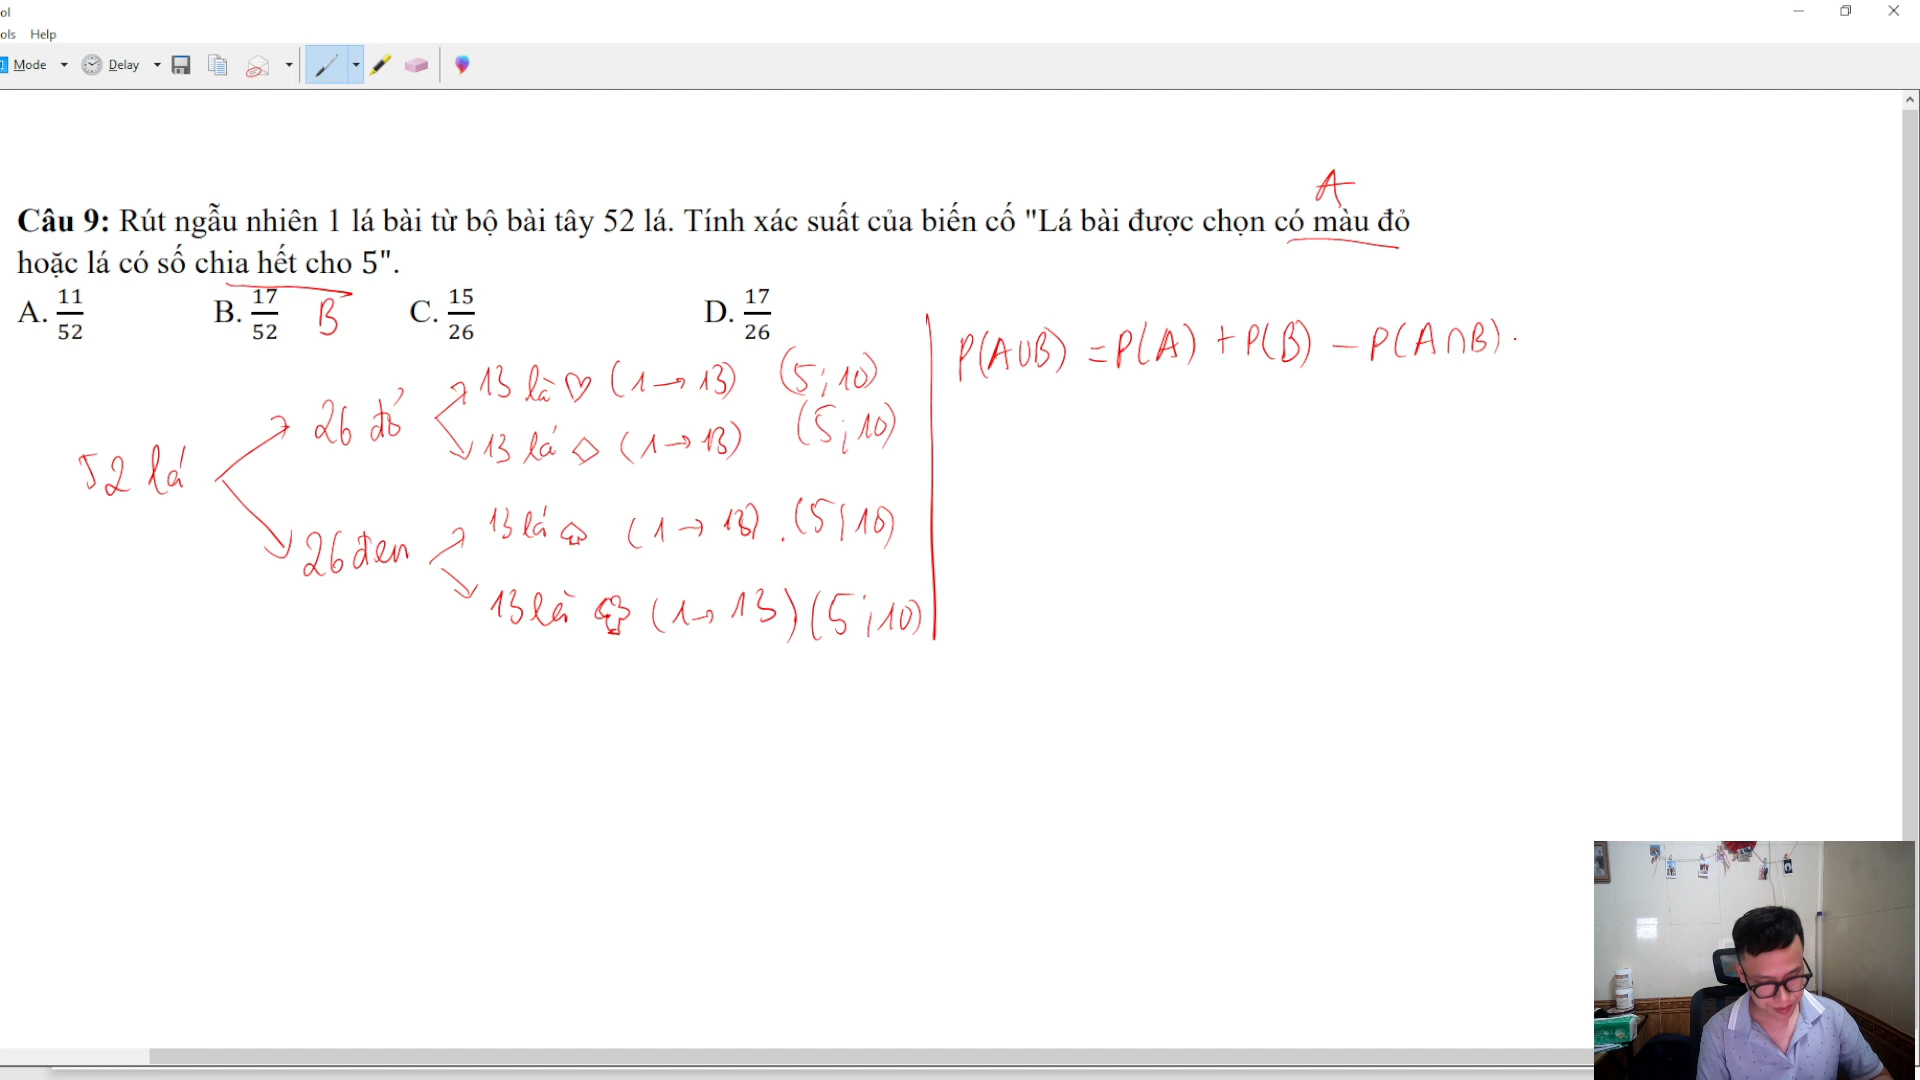 ol
ols Help
Mode Delay
A
Câu 9: Rút ngẫu nhiên 1 lá bài từ bộ bài tây 52 lá. Tính xác suất của biến cố "Lá bài được chọn có màu đỏ
hoặc lá có số chia hết cho 5".
A. 11/52 B. 17/52 C. 15/26 D. 17/26
B
P(A∪B) = P(A) + P(B) − P(A∩B).
52 lá
26 đỏ
13 lá ♡ (1 → 13) (5; 10)
13 lá ◇ (1 → 13) (5; 10)
26 đen
13 lá ♤ (1 → 13). (5; 10)
13 lá ♧ (1 → 13) (5; 10)